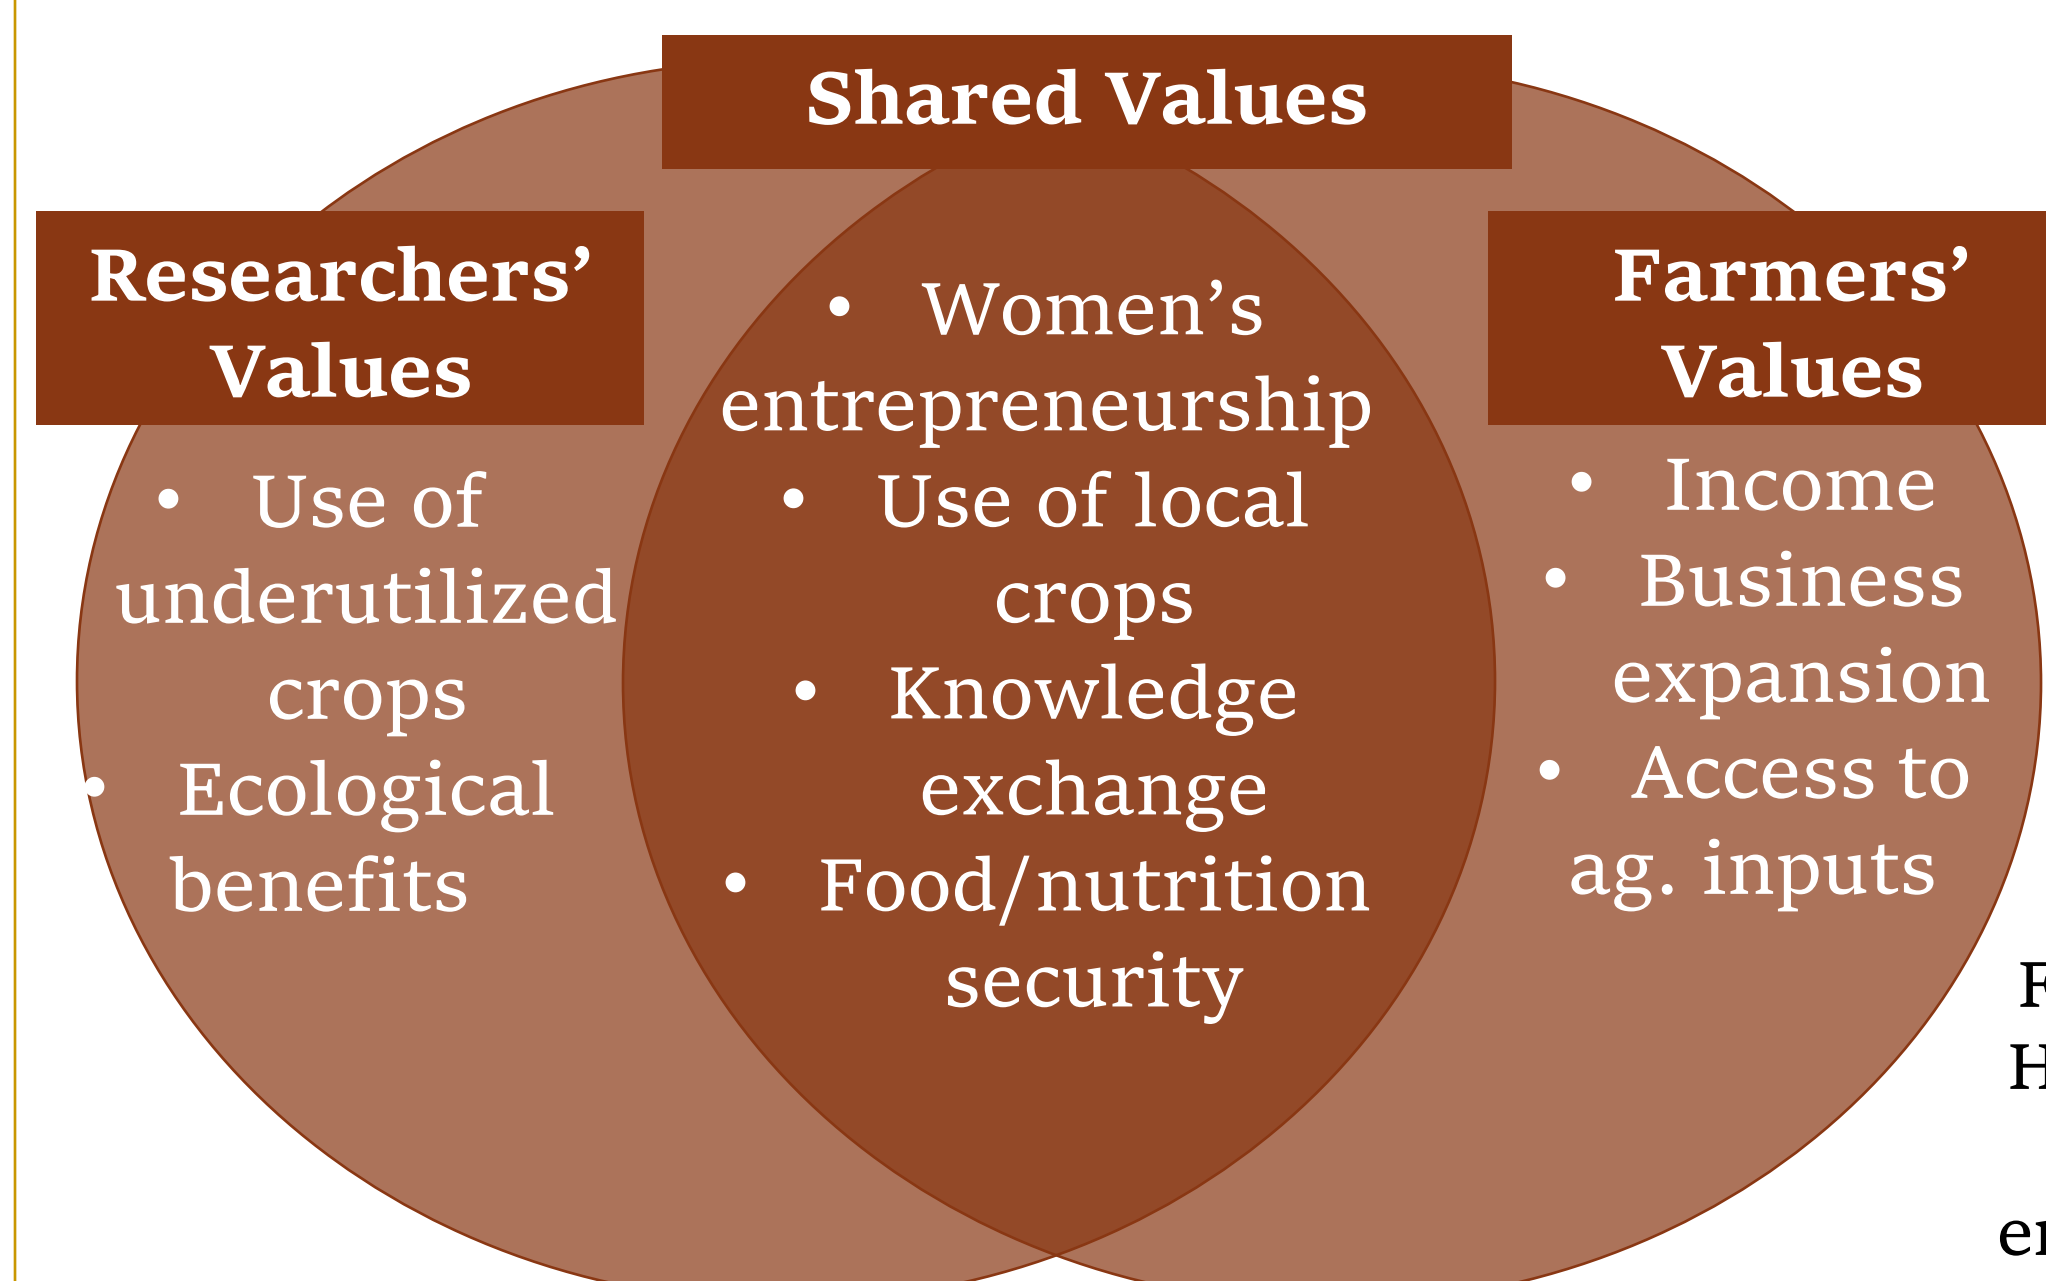 Shared Values
Researchers’
Values
• Use of
underutilized
crops
• Ecological
benefits
• Women’s
entrepreneurship
• Use of local
crops
• Knowledge
exchange
• Food/nutrition
security
Farmers’
Values
• Income
• Business
expansion
• Access to
ag. inputs